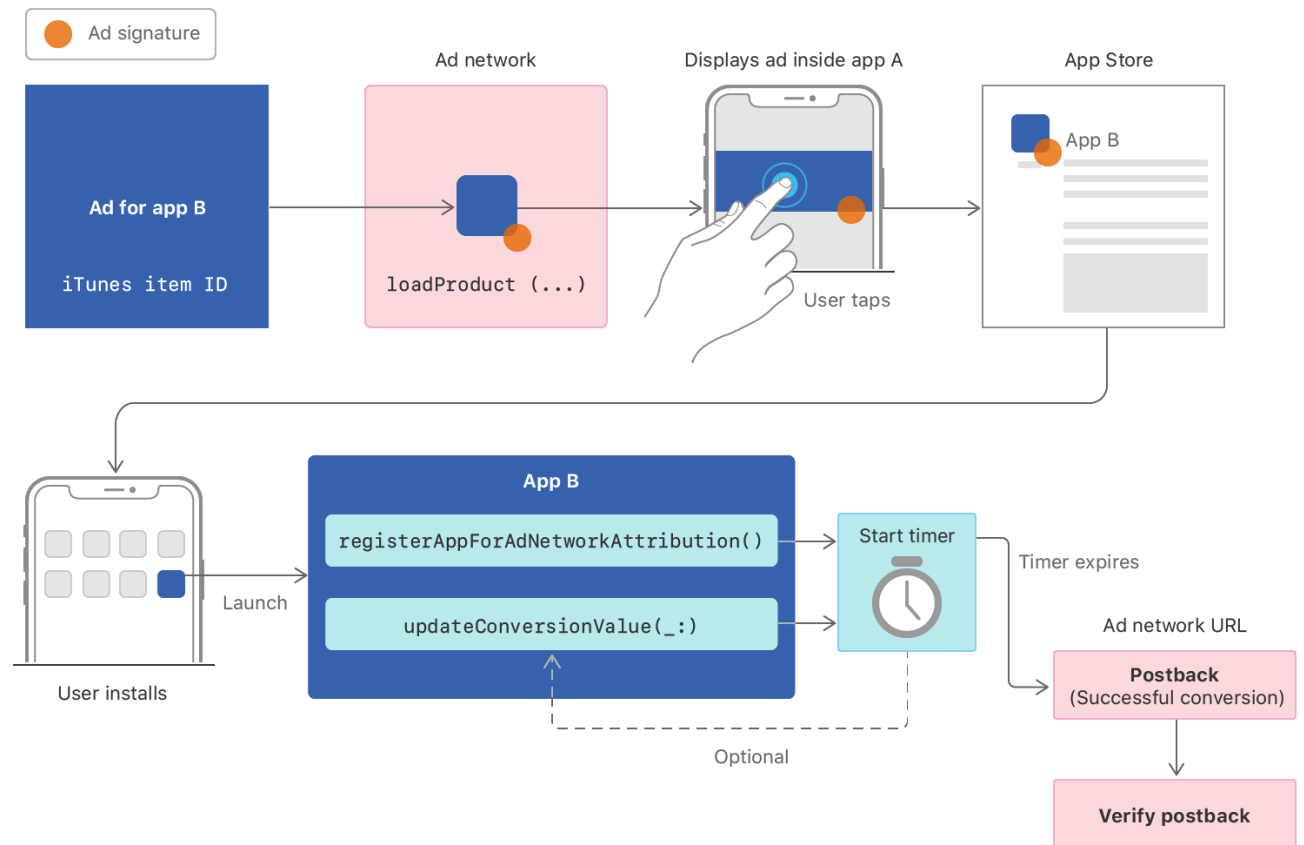 Ad signature
Ad network
Displays ad inside app A
App Store
Ad for app B
iTunes item ID
loadProduct (...)
User taps
App B
User installs
Launch
App B
registerAppForAdNetworkAttribution()
updateConversionValue(_:)
Start timer
Optional
Timer expires
Ad network URL
Postback
(Successful conversion)
Verify postback